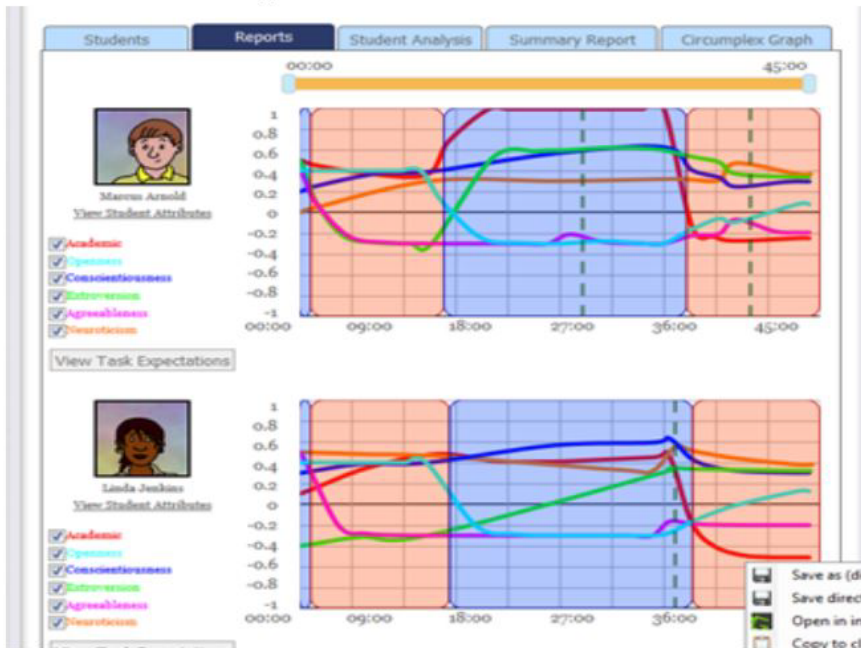 Students Reports Student Analysis Summary Report Circumplex Graph
00:00 45:00
Marcus Arnold
View Student Attributes
Academic
Openness
Conscientiousness
Extroversion
Agreeableness
Neuroticism
View Task Expectations
1
0.8
0.6
0.4
0.2
0
-0.2
-0.4
-0.6
-0.8
-1
00:00 09:00 18:00 27:00 36:00 45:00
Linda Jenkins
View Student Attributes
Academic
Openness
Conscientiousness
Extroversion
Agreeableness
Neuroticism
1
0.8
0.6
0.4
0.2
0
-0.2
-0.4
-0.6
-0.8
-1
00:00 09:00 18:00 27:00 36:00
Save as (di
Save direct
Open in in
Copy to cl